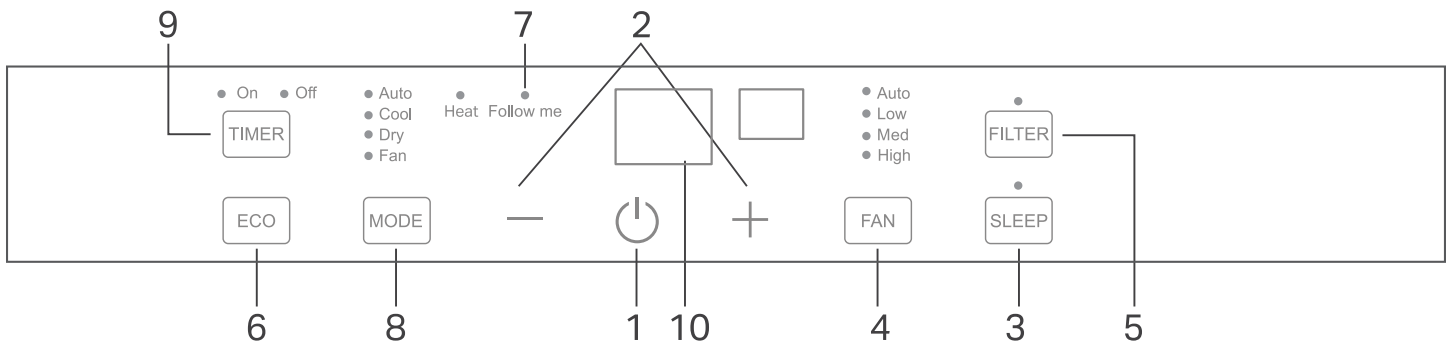 9 7 2
On Off
TIMER
Auto
Cool
Dry
Fan
Heat Follow me
Auto
Low
Med
High
FILTER
ECO
MODE
FAN
SLEEP
6 8 1 10 4 3 5